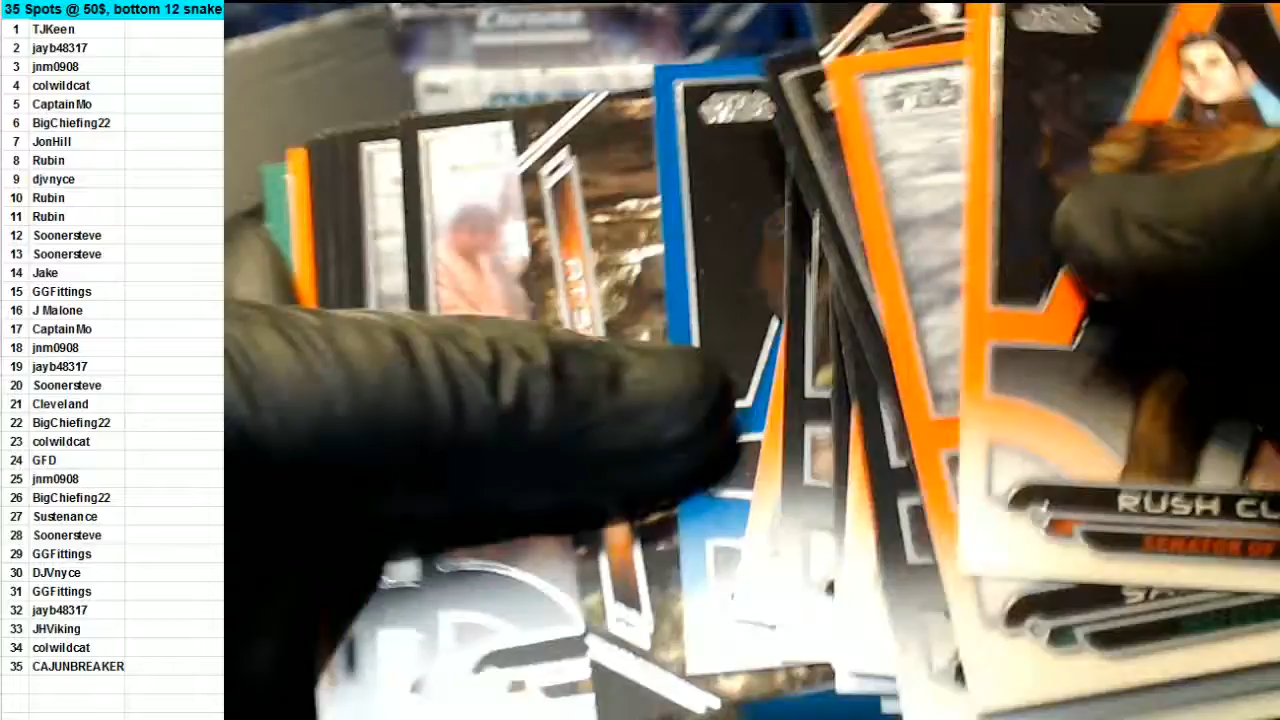 35 Spots @ 50$, bottom 12 snake
1 TJKeen
2 jayb48317
3 jnm0908
4 colwildcat
5 CaptainMo
6 BigChiefing22
7 JonHill
8 Rubin
9 djvnyce
10 Rubin
11 Rubin
12 Soonersteve
13 Soonersteve
14 Jake
15 GGFittings
16 J Malone
17 CaptainMo
18 jnm0908
19 jayb48317
20 Soonersteve
21 Cleveland
22 BigChiefing22
23 colwildcat
24 GFD
25 jnm0908
26 BigChiefing22
27 Sustenance
28 Soonersteve
29 GGFittings
30 DJVnyce
31 GGFittings
32 jayb48317
33 JHViking
34 colwildcat
35 CAJUNBREAKER
STAR WARS
RUSH CL
SENATOR OF